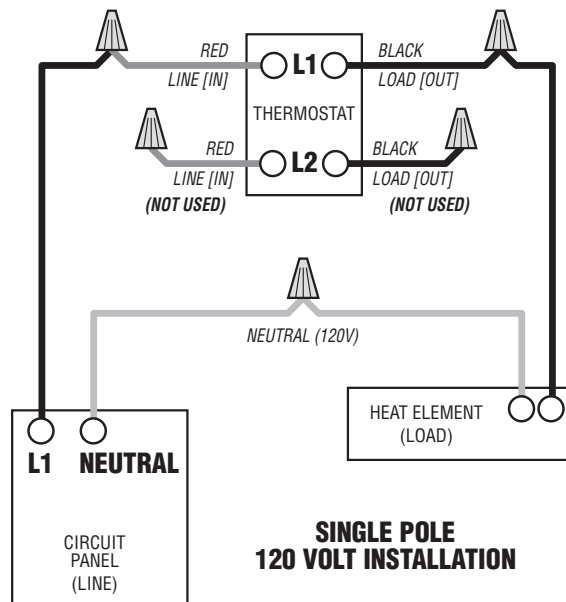 RED
LINE [IN]
L1
BLACK
LOAD [OUT]
THERMOSTAT
RED
LINE [IN]
(NOT USED)
L2
BLACK
LOAD [OUT]
(NOT USED)
NEUTRAL (120V)
HEAT ELEMENT
(LOAD)
L1 NEUTRAL
CIRCUIT
PANEL
(LINE)
SINGLE POLE
120 VOLT INSTALLATION